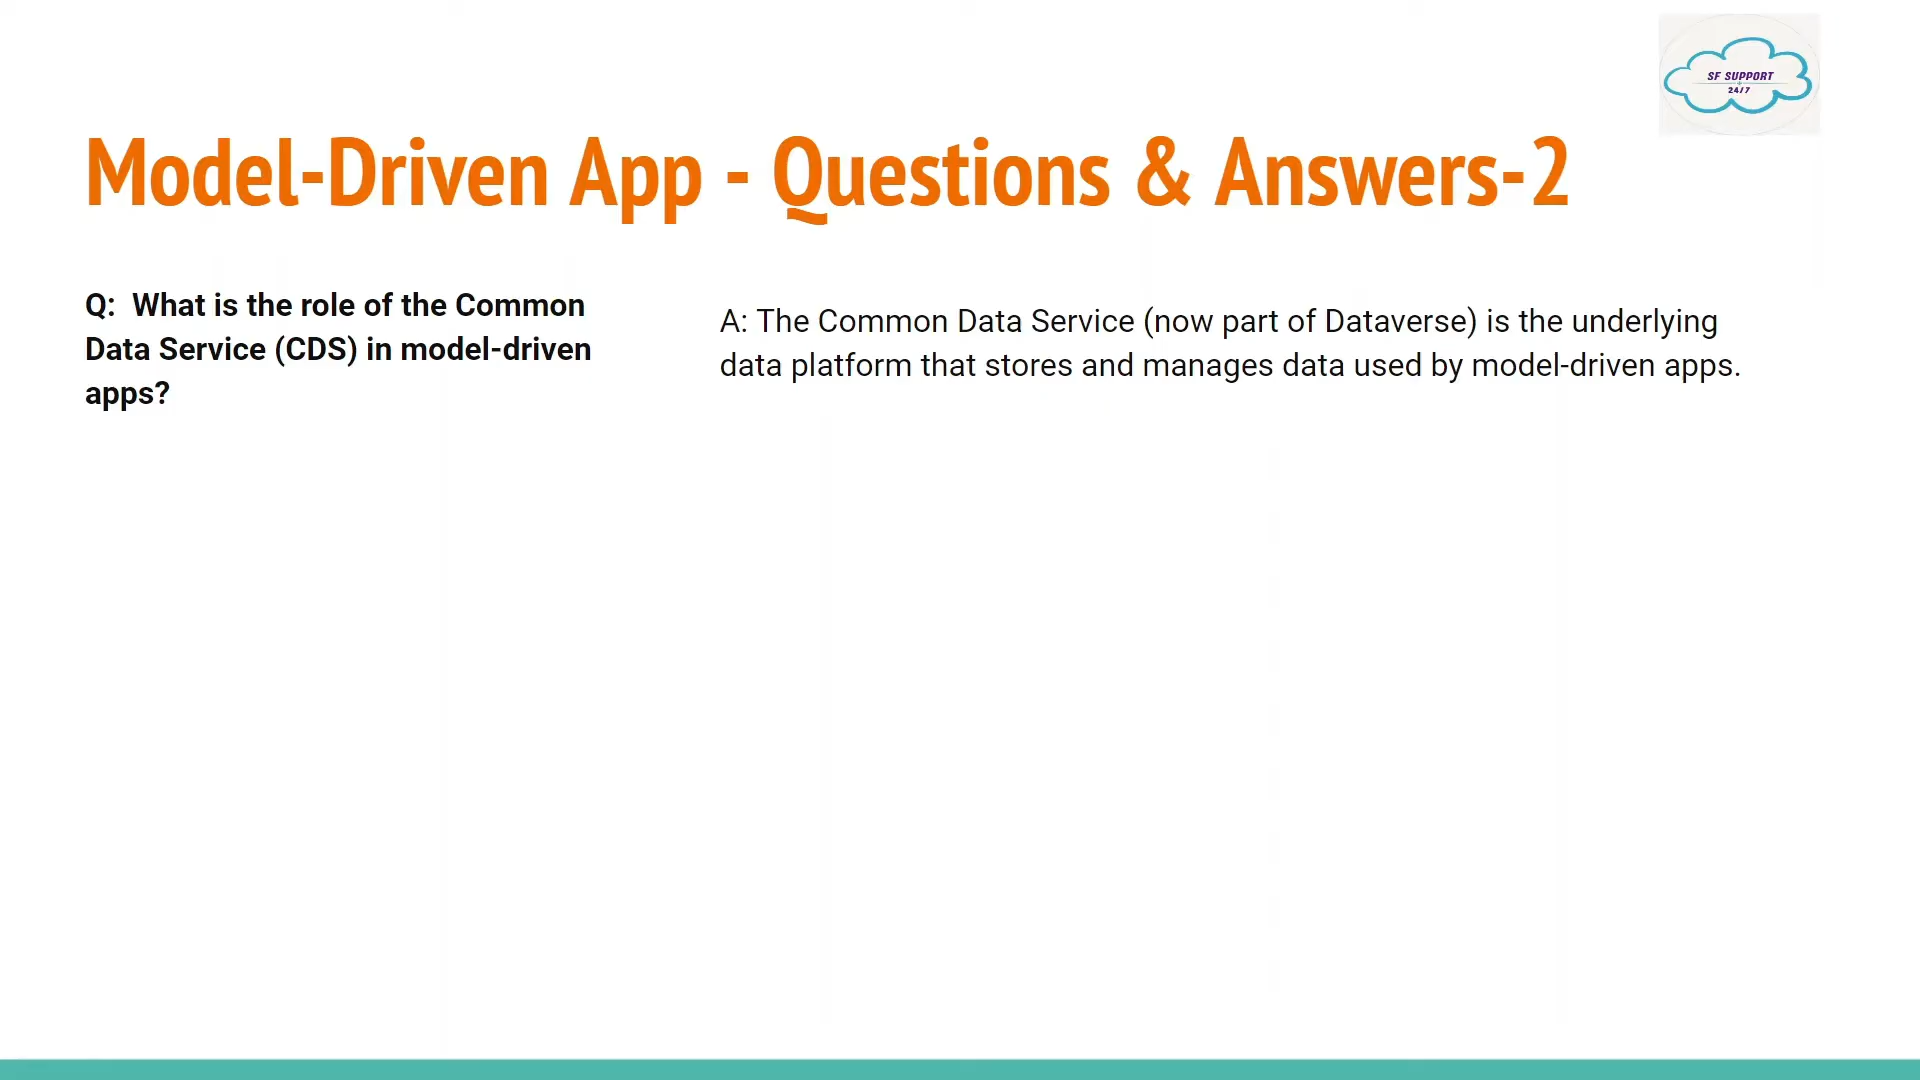 SF SUPPORT
24/7
Model-Driven App - Questions & Answers-2
Q:  What is the role of the Common
Data Service (CDS) in model-driven
apps?
A: The Common Data Service (now part of Dataverse) is the underlying
data platform that stores and manages data used by model-driven apps.